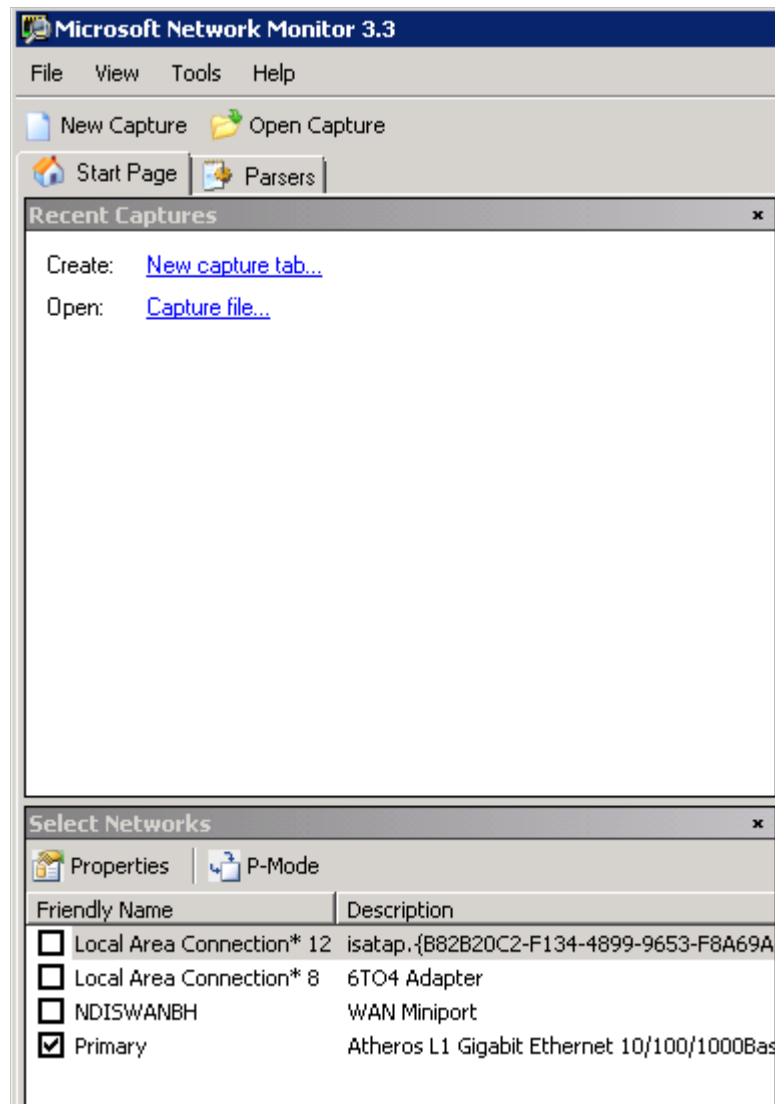 Microsoft Network Monitor 3.3
File View Tools Help
New Capture Open Capture
Start Page Parsers
Recent Captures
Create: New capture tab...
Open: Capture file...
Select Networks
Properties P-Mode
Friendly Name Description
Local Area Connection* 12 isatap.{B82B20C2-F134-4899-9653-F8A69A
Local Area Connection* 8 6TO4 Adapter
NDISWANBH WAN Miniport
Primary Atheros L1 Gigabit Ethernet 10/100/1000Bas